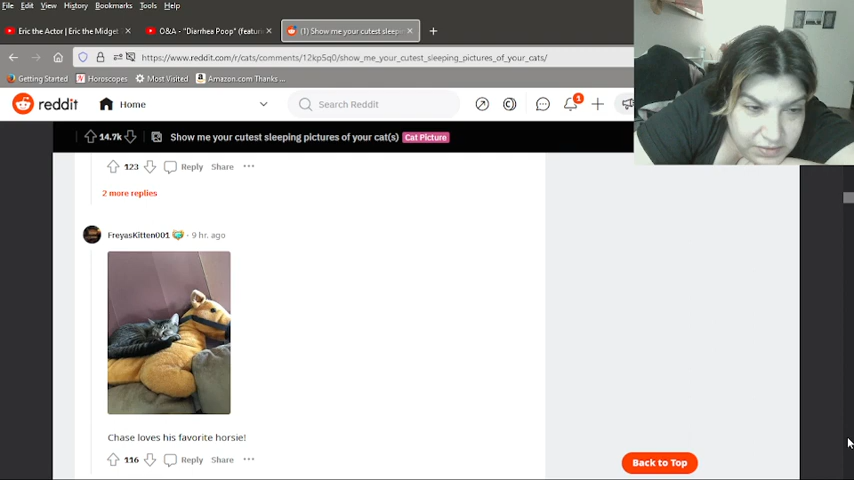 File Edit View History Bookmarks Tools Help
Eric the Actor | Eric the Midget
O&A - "Diarrhea Poop" (featur
(1) Show me your cutest sleepi
https://www.reddit.com/r/cats/comments/12kp5q0/show_me_your_cutest_sleeping_pictures_of_your_cats/
Getting Started Horoscopes Most Visited Amazon.com Thanks ...
reddit Home Search Reddit 1
14.7k Show me your cutest sleeping pictures of your cat(s) Cat Picture
123 Reply Share
2 more replies
FreyasKitten001 · 9 hr. ago
Chase loves his favorite horsie!
116 Reply Share
Back to Top